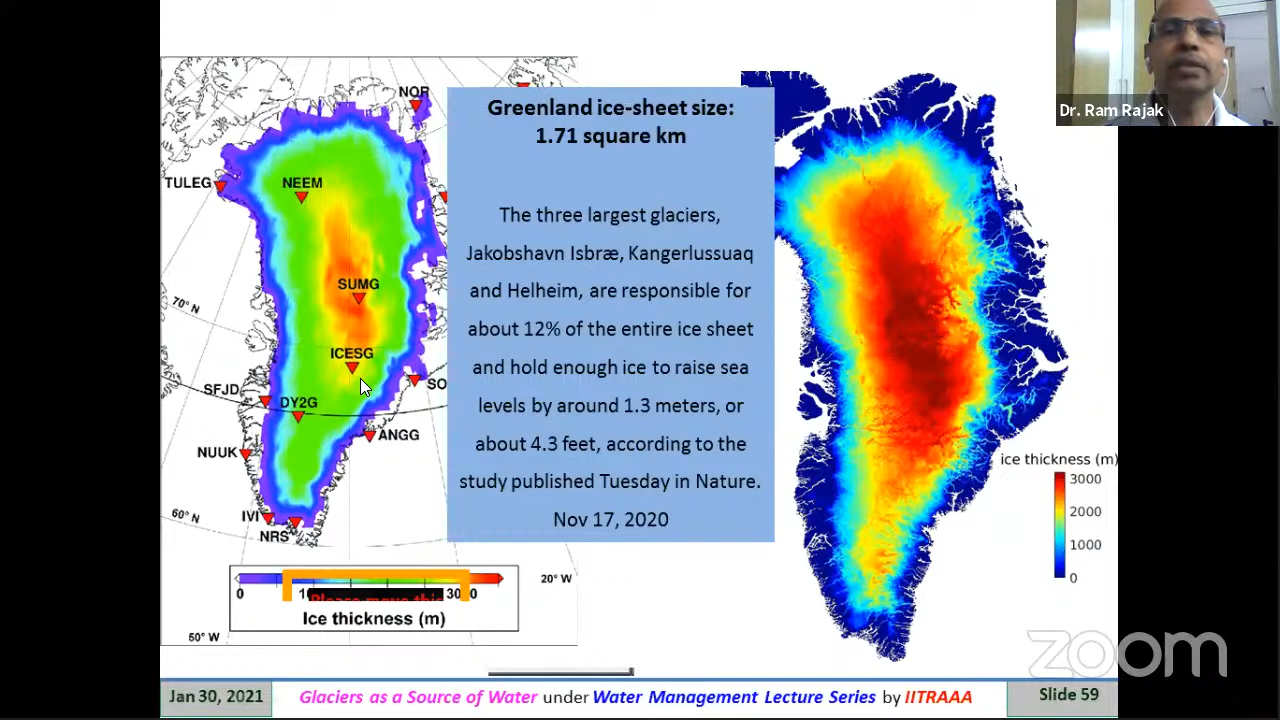 Dr. Ram Rajak
NOR
TULEG
NEEM
SUMG
ICESG
SFJD
DY2G
SO
NUUK
ANGG
IVI
NRS
70° N
60° N
50° W
20° W
0
3000
Ice thickness (m)
Please move this
Greenland ice-sheet size:
1.71 square km
The three largest glaciers,
Jakobshavn Isbræ, Kangerlussuaq
and Helheim, are responsible for
about 12% of the entire ice sheet
and hold enough ice to raise sea
levels by around 1.3 meters, or
about 4.3 feet, according to the
study published Tuesday in Nature.
Nov 17, 2020
ice thickness (m)
3000
2000
1000
0
zoom
Jan 30, 2021
Glaciers as a Source of Water under Water Management Lecture Series by IITRAAA
Slide 59